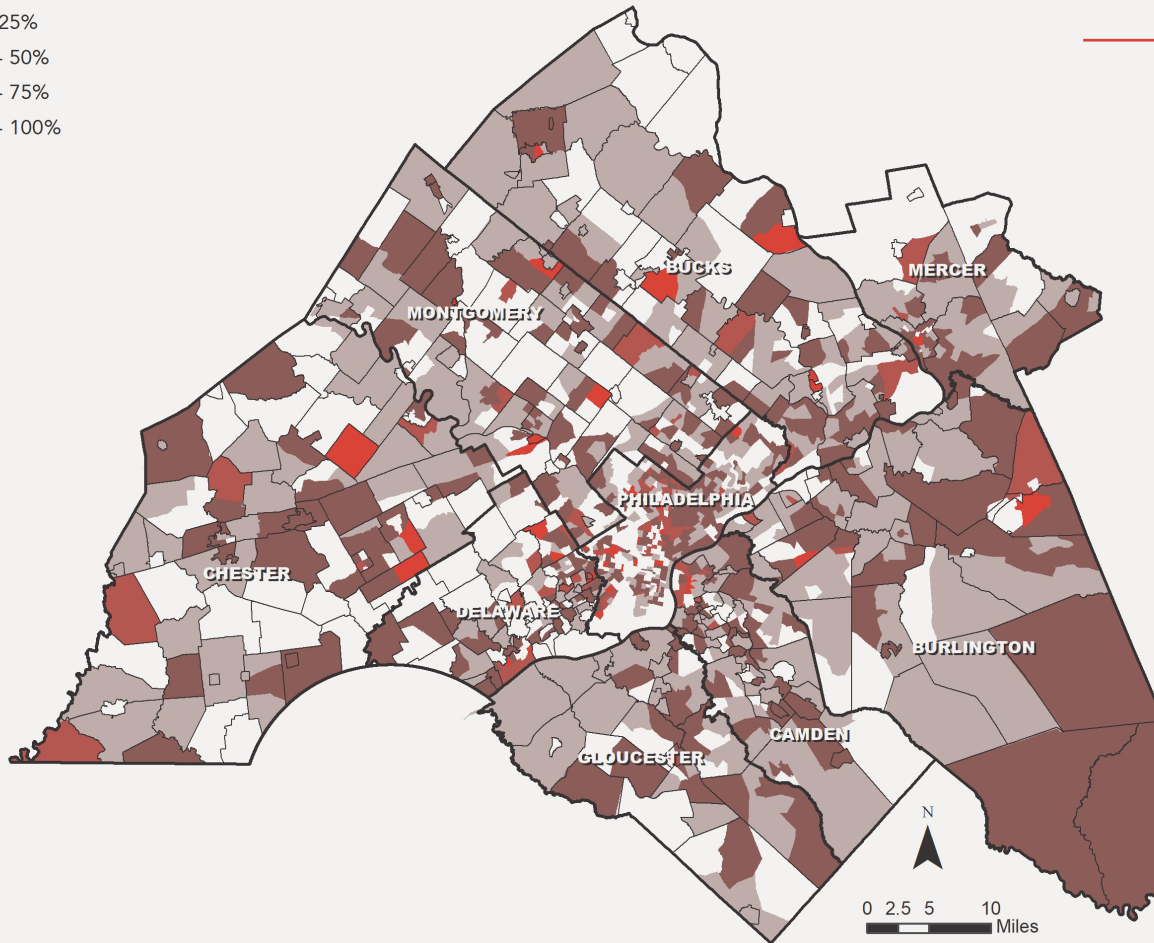 25%
- 50%
- 75%
- 100%
BUCKS
MERCER
MONTGOMERY
PHILADELPHIA
CHESTER
DELAWARE
BURLINGTON
CAMDEN
GLOUCESTER
N
0 2.5 5 10
Miles